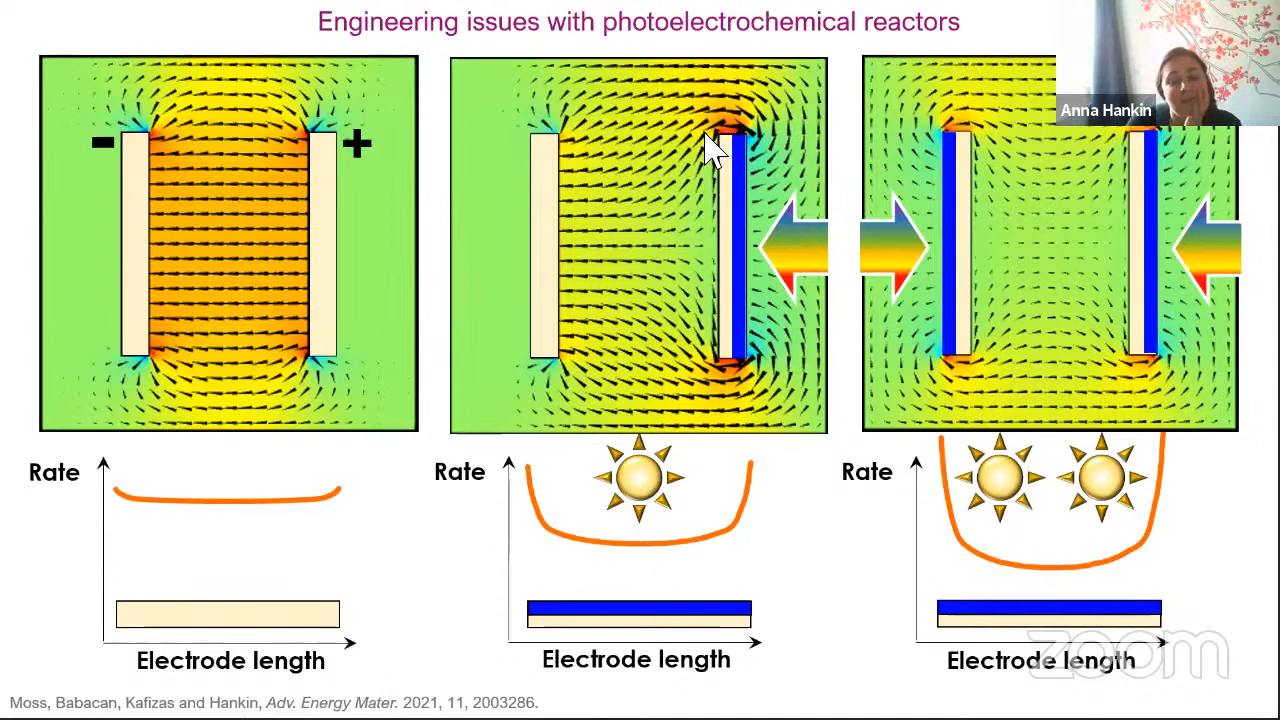 Engineering issues with photoelectrochemical reactors
Anna Hankin
- +
Rate
Rate
Rate
Electrode length
Electrode length
Electrode length
zoom
Moss, Babacan, Kafizas and Hankin, Adv. Energy Mater. 2021, 11, 2003286.